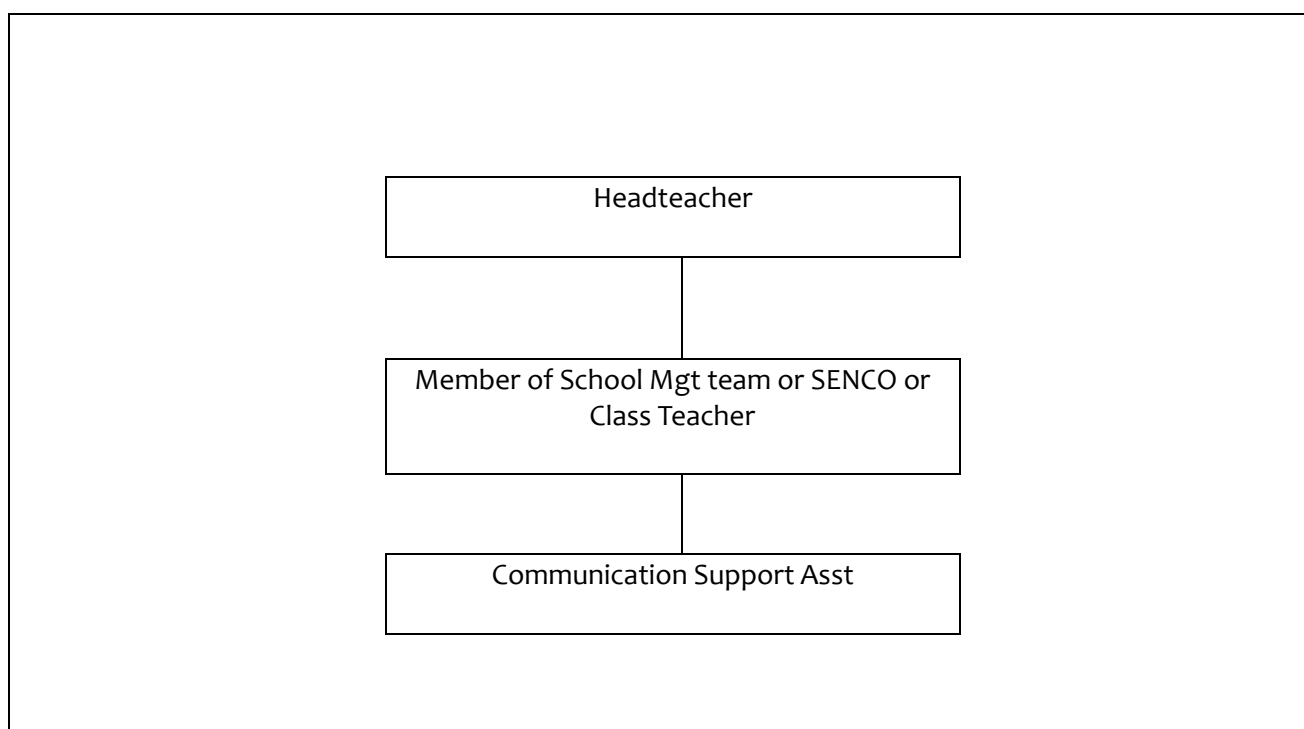 Headteacher
Member of School Mgt team or SENCO or
Class Teacher
Communication Support Asst